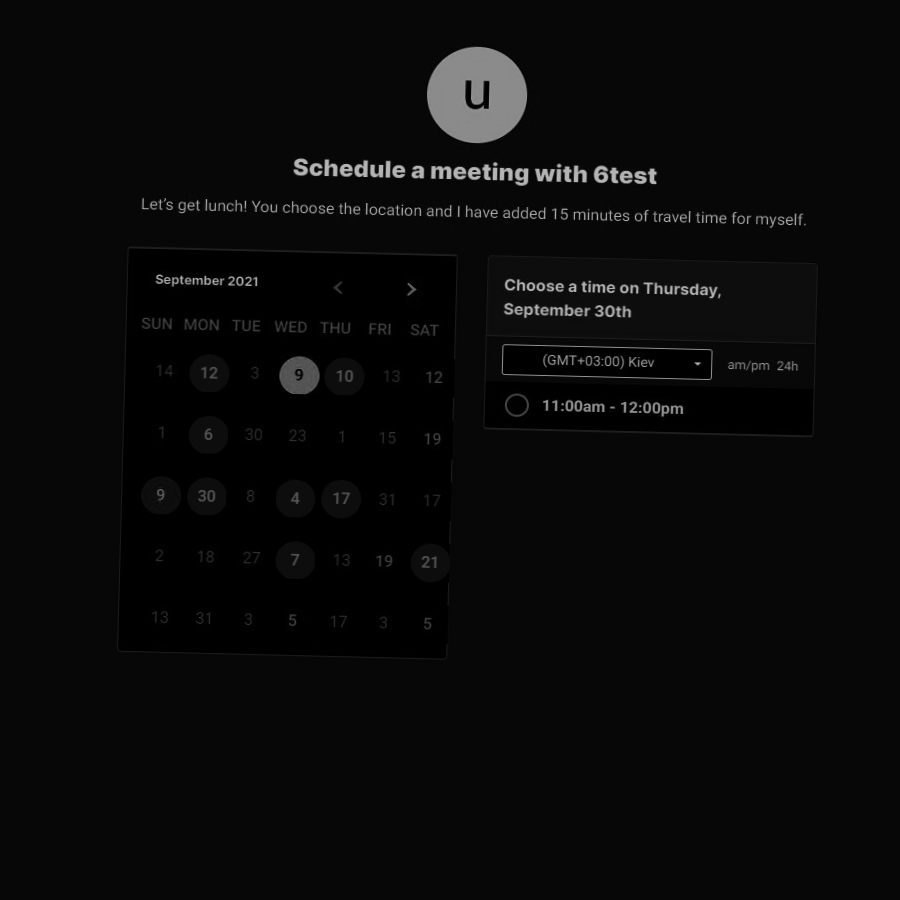 u
Schedule a meeting with 6test
Let's get lunch! You choose the location and I have added 15 minutes of travel time for myself.
September 2021
SUN MON TUE WED THU FRI SAT
14 12 3 9 10 13 12
1 6 30 23 1 15 19
9 30 8 4 17 31 17
2 18 27 7 13 19 21
13 31 3 5 17 3 5
Choose a time on Thursday,
September 30th
(GMT+03:00) Kiev
am/pm 24h
11:00am - 12:00pm